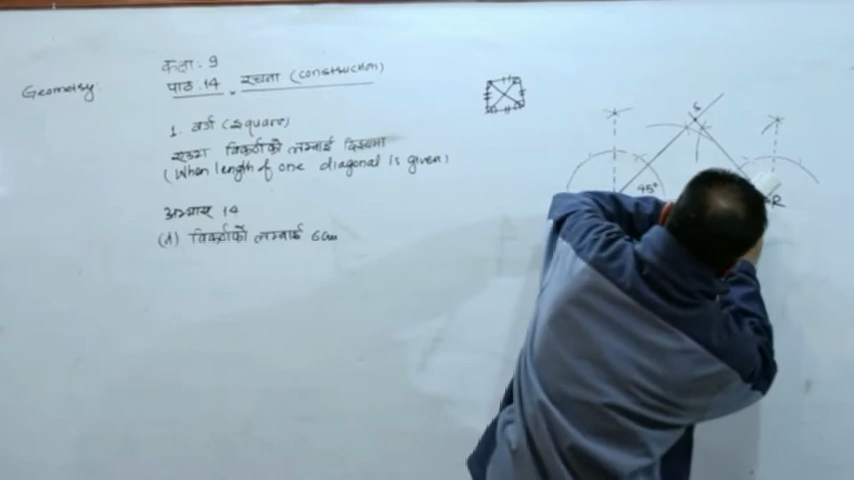 कक्षा: 9
Geometry:
पाठ: 14 रचना (construction)
1. वर्ग (square)
एउटा विकर्णको लम्बाई दिइएमा
(When length of one diagonal is given)
अभ्यास 14
(A) विकर्णको लम्बाई 6cm
S
45°
R